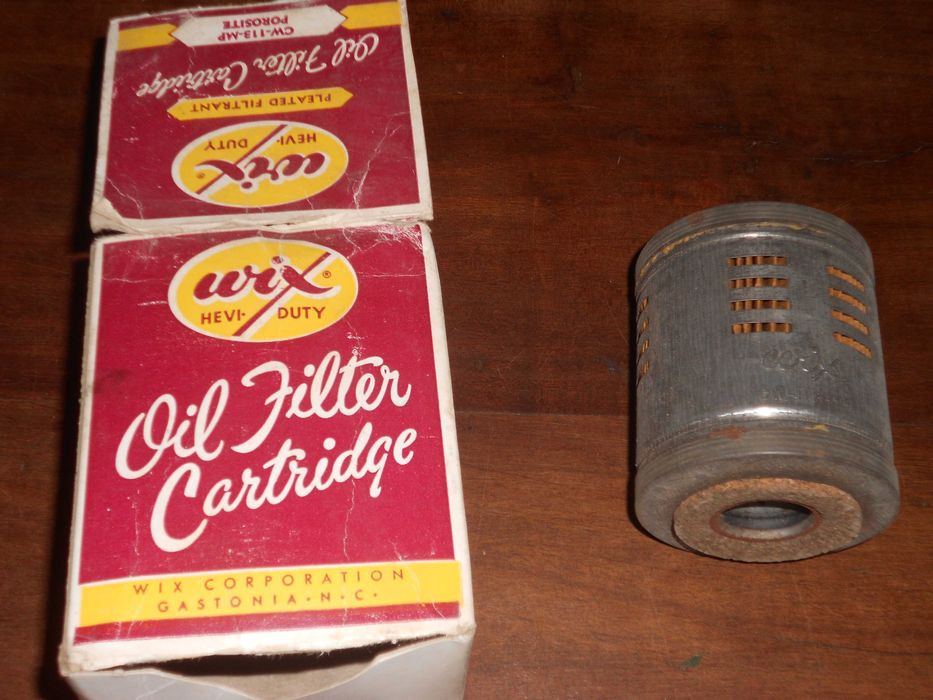 CW-113-MP
POROSITE
Oil Filter Cartridge
PLEATED FILTRANT
WIX
HEVI- DUTY
WIX ®
HEVI- DUTY
Oil Filter
Cartridge
WIX CORPORATION
GASTONIA • N • C •
WIX